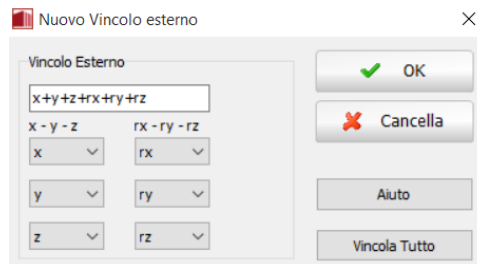 Nuovo Vincolo esterno
Vincolo Esterno
x+y+z+rx+ry+rz
x - y - z rx - ry - rz
x rx
y ry
z rz
OK
Cancella
Aiuto
Vincola Tutto